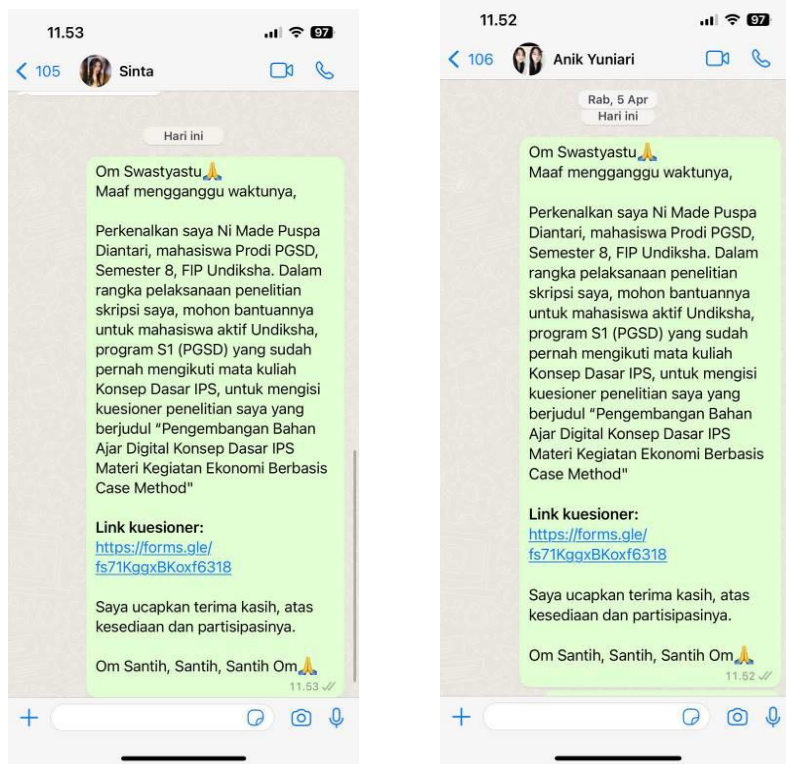 11.53
97
105
Sinta
Hari ini
Om Swastyastu🙏
Maaf mengganggu waktunya,
Perkenalkan saya Ni Made Puspa
Diantari, mahasiswa Prodi PGSD,
Semester 8, FIP Undiksha. Dalam
rangka pelaksanaan penelitian
skripsi saya, mohon bantuannya
untuk mahasiswa aktif Undiksha,
program S1 (PGSD) yang sudah
pernah mengikuti mata kuliah
Konsep Dasar IPS, untuk mengisi
kuesioner penelitian saya yang
berjudul “Pengembangan Bahan
Ajar Digital Konsep Dasar IPS
Materi Kegiatan Ekonomi Berbasis
Case Method"
Link kuesioner:
https://forms.gle/
fs71KggxBKoxf6318
Saya ucapkan terima kasih, atas
kesediaan dan partisipasinya.
Om Santih, Santih, Santih Om🙏
11.53
11.52
97
106
Anik Yuniari
Rab, 5 Apr
Hari ini
Om Swastyastu🙏
Maaf mengganggu waktunya,
Perkenalkan saya Ni Made Puspa
Diantari, mahasiswa Prodi PGSD,
Semester 8, FIP Undiksha. Dalam
rangka pelaksanaan penelitian
skripsi saya, mohon bantuannya
untuk mahasiswa aktif Undiksha,
program S1 (PGSD) yang sudah
pernah mengikuti mata kuliah
Konsep Dasar IPS, untuk mengisi
kuesioner penelitian saya yang
berjudul “Pengembangan Bahan
Ajar Digital Konsep Dasar IPS
Materi Kegiatan Ekonomi Berbasis
Case Method"
Link kuesioner:
https://forms.gle/
fs71KggxBKoxf6318
Saya ucapkan terima kasih, atas
kesediaan dan partisipasinya.
Om Santih, Santih, Santih Om🙏
11.52